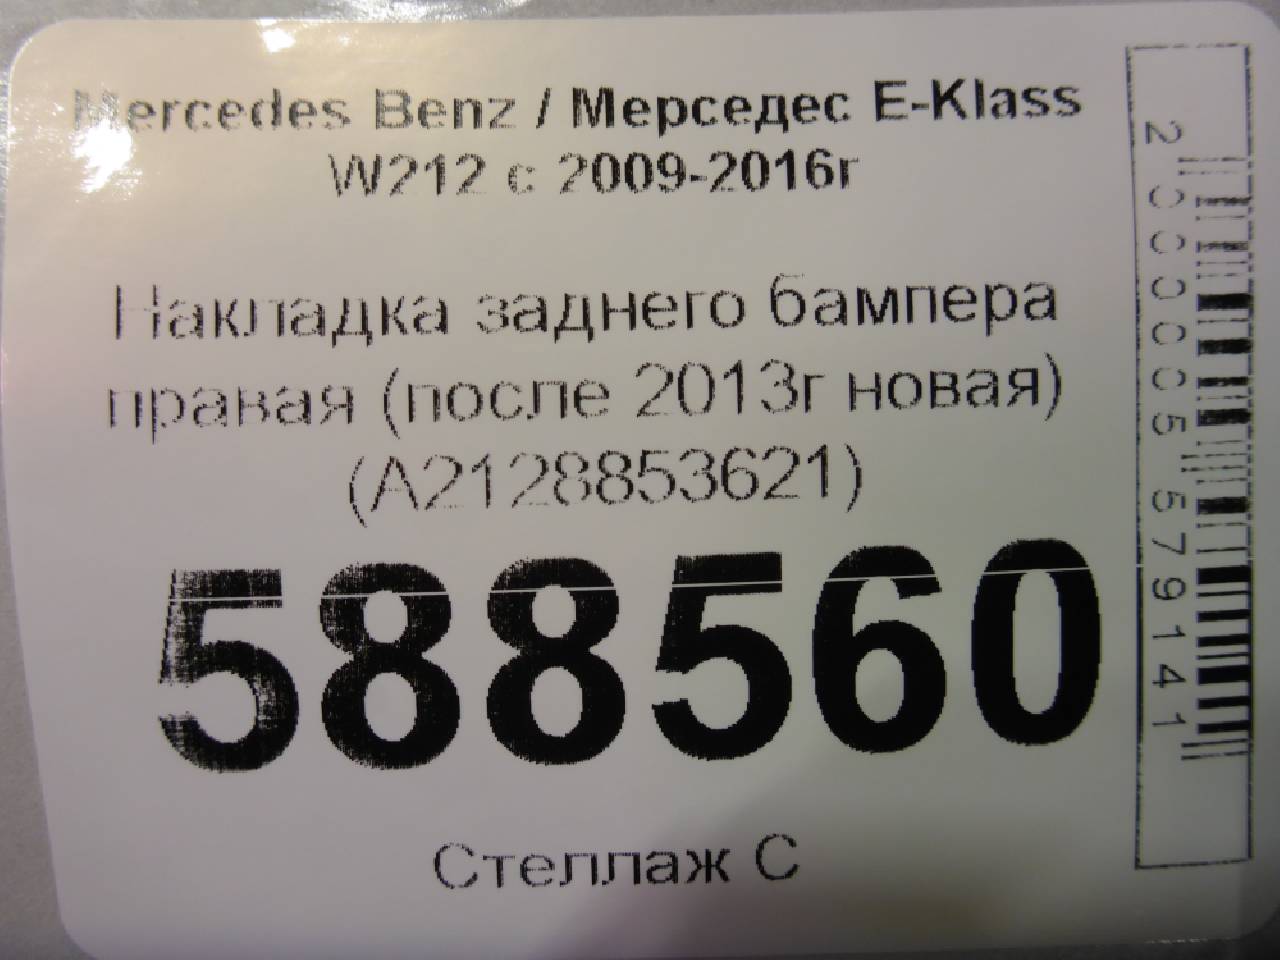 Mercedes Benz / Мерседес E-Klass
W212 с 2009-2016г
Накладка заднего бампера
правая (после 2013г новая)
(A2128853621)
588560
Стеллаж С
2000005579141